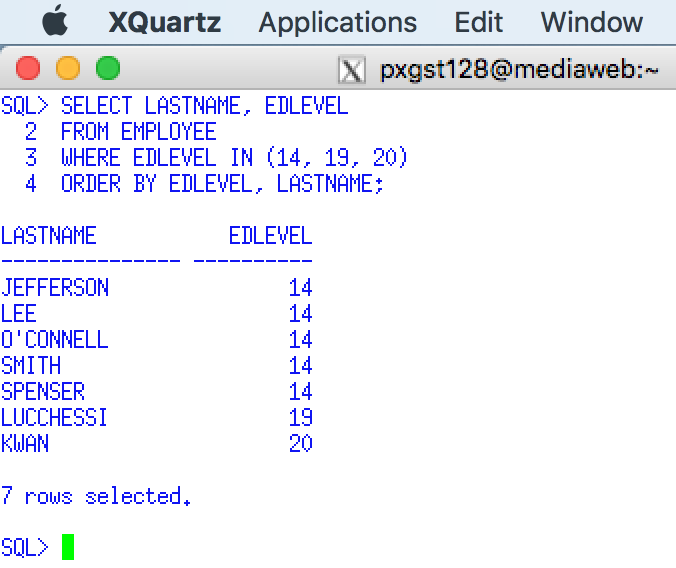 XQuartz Applications Edit Window
X pxgst128@mediaweb:~
SQL> SELECT LASTNAME, EDLEVEL
2 FROM EMPLOYEE
3 WHERE EDLEVEL IN (14, 19, 20)
4 ORDER BY EDLEVEL, LASTNAME;
LASTNAME EDLEVEL
--------------- ----------
JEFFERSON 14
LEE 14
O'CONNELL 14
SMITH 14
SPENSER 14
LUCCHESSI 19
KWAN 20
7 rows selected.
SQL>